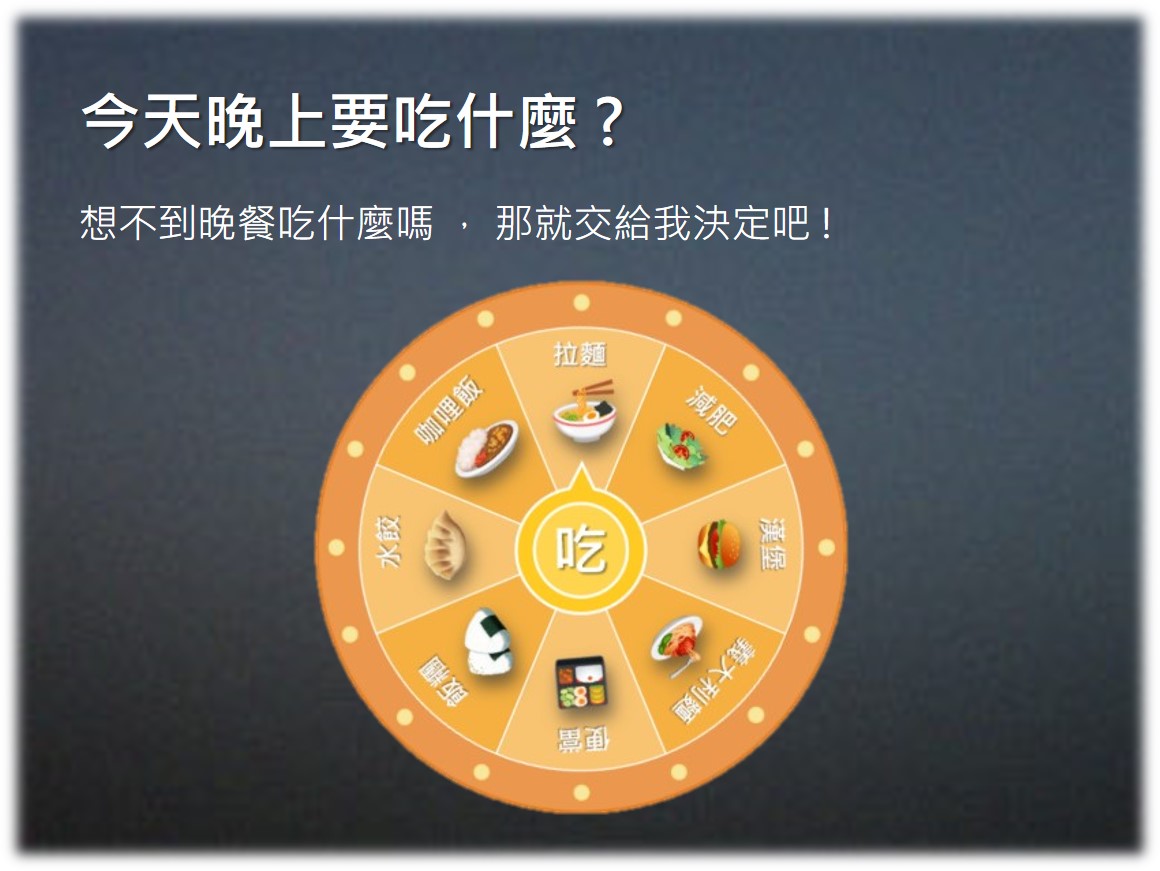 今天晚上要吃什麼？
想不到晚餐吃什麼嗎 ， 那就交給我決定吧！
拉麵
減肥
漢堡
義大利麵
便當
飯糰
水餃
咖哩飯
吃